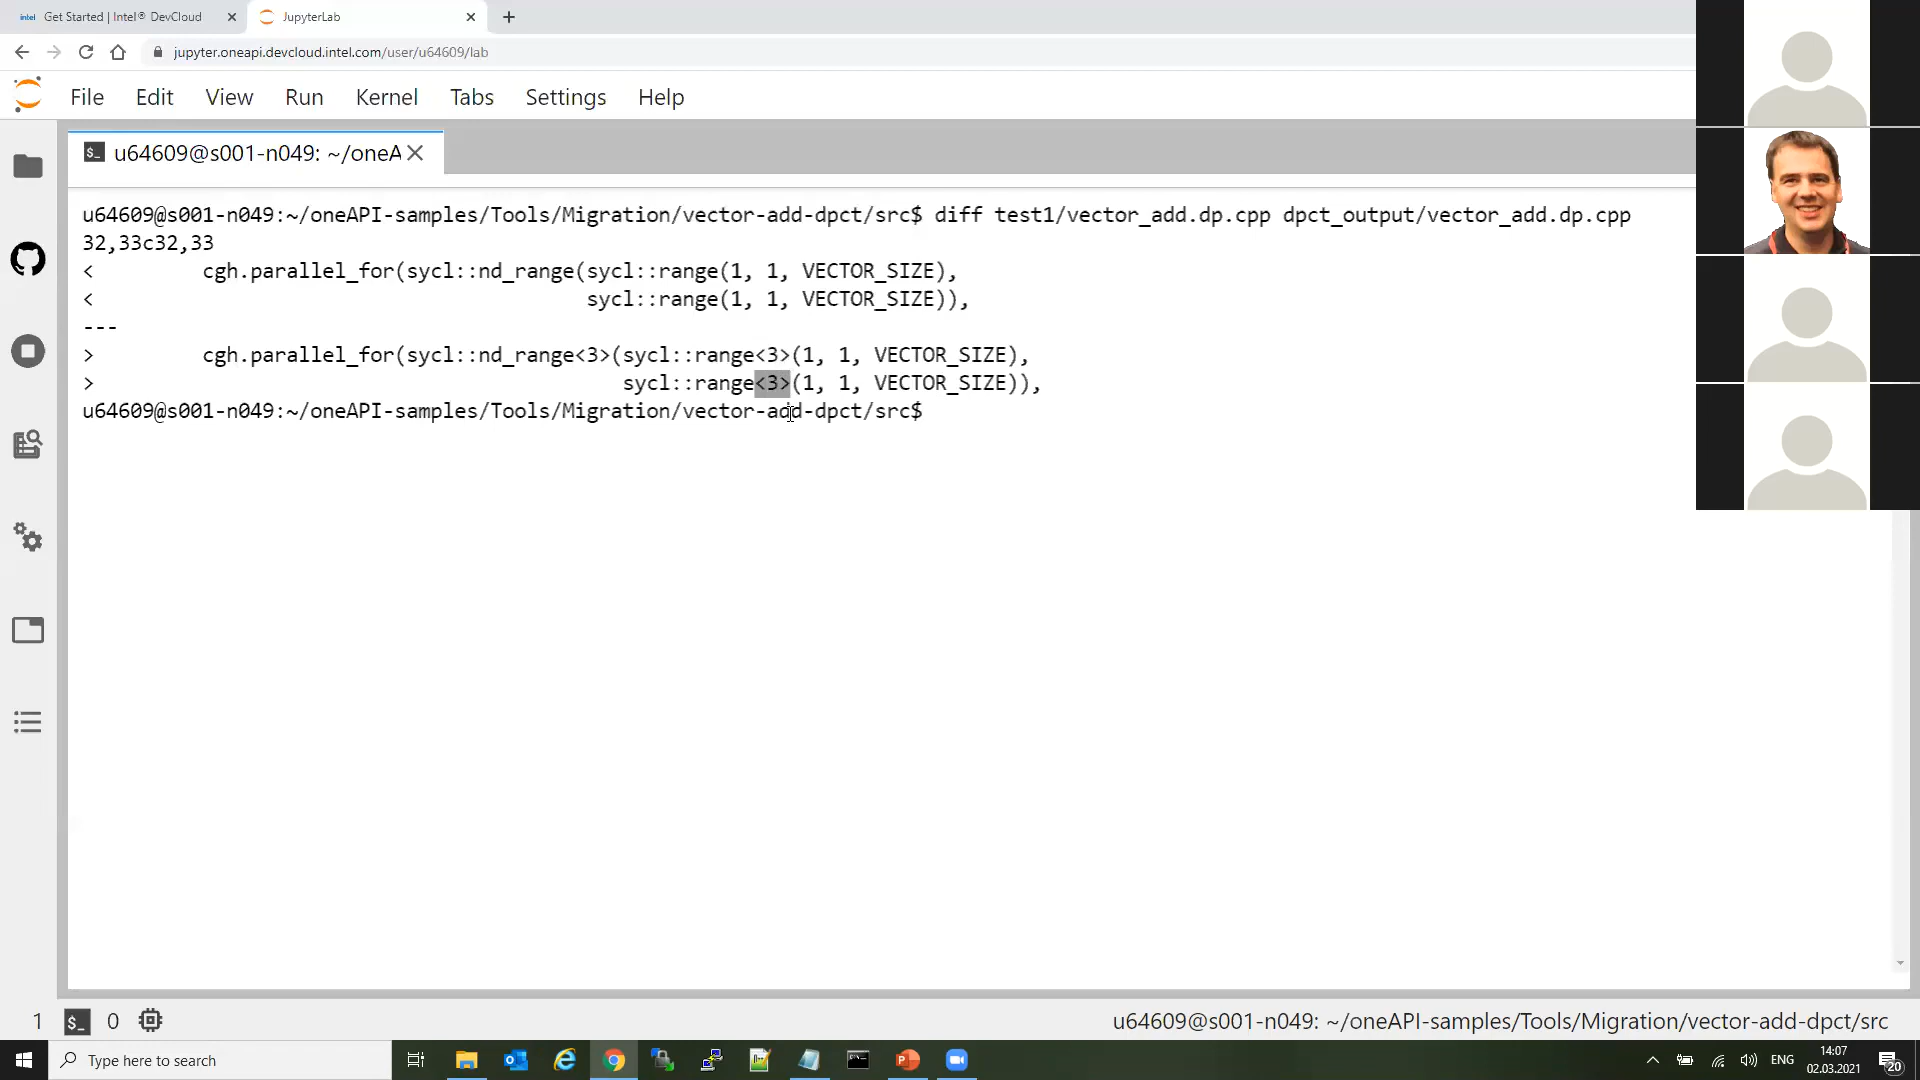 intel Get Started | Intel® DevCloud
JupyterLab
jupyter.oneapi.devcloud.intel.com/user/u64609/lab
File Edit View Run Kernel Tabs Settings Help
$_ u64609@s001-n049: ~/oneA
u64609@s001-n049:~/oneAPI-samples/Tools/Migration/vector-add-dpct/src$ diff test1/vector_add.dp.cpp dpct_output/vector_add.dp.cpp
32,33c32,33
<         cgh.parallel_for(sycl::nd_range(sycl::range(1, 1, VECTOR_SIZE),
<                                         sycl::range(1, 1, VECTOR_SIZE)),
---
>         cgh.parallel_for(sycl::nd_range<3>(sycl::range<3>(1, 1, VECTOR_SIZE),
>                                            sycl::range<3>(1, 1, VECTOR_SIZE)),
u64609@s001-n049:~/oneAPI-samples/Tools/Migration/vector-add-dpct/src$
1 $_ 0 u64609@s001-n049: ~/oneAPI-samples/Tools/Migration/vector-add-dpct/src
Type here to search
ENG
14:07
02.03.2021
20